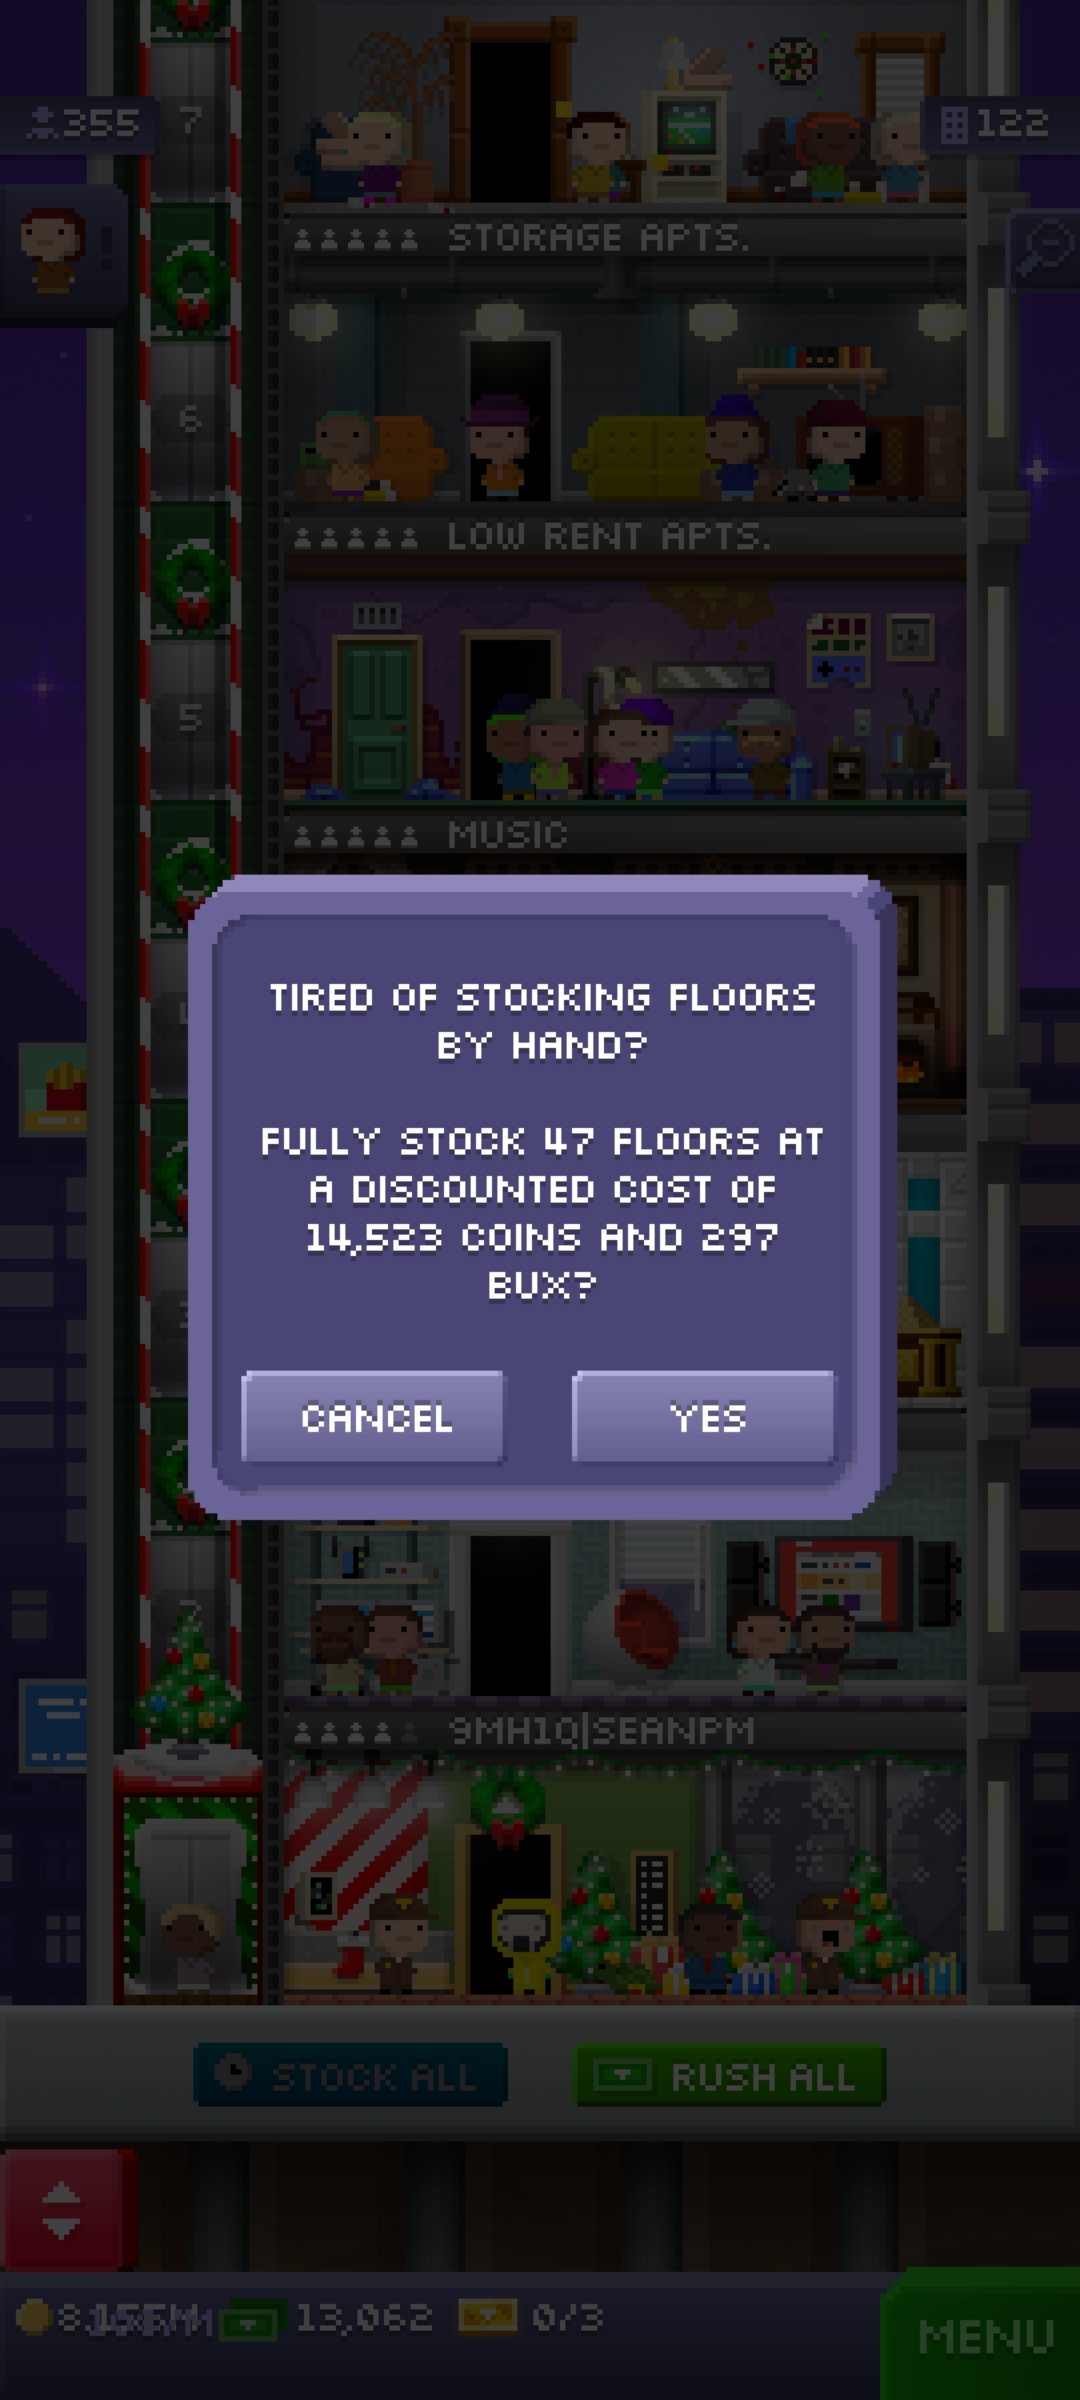 7
355
122
STORAGE APTS.
6
LOW RENT APTS.
5
MUSIC
TIRED OF STOCKING FLOORS
BY HAND?
FULLY STOCK 47 FLOORS AT
A DISCOUNTED COST OF
14,523 COINS AND 297
BUX?
CANCEL
YES
9MH1Q|SEANPM
STOCK ALL
RUSH ALL
13,062
0/3
MENU